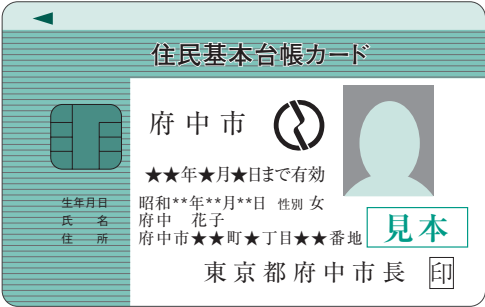 住民基本台帳カード
府中市
★★年★月★日まで有効
生年月日 昭和**年**月**日 性別 女
氏名 府中 花子
住所 府中市★★町★丁目★★番地
見本
東京都府中市長 印